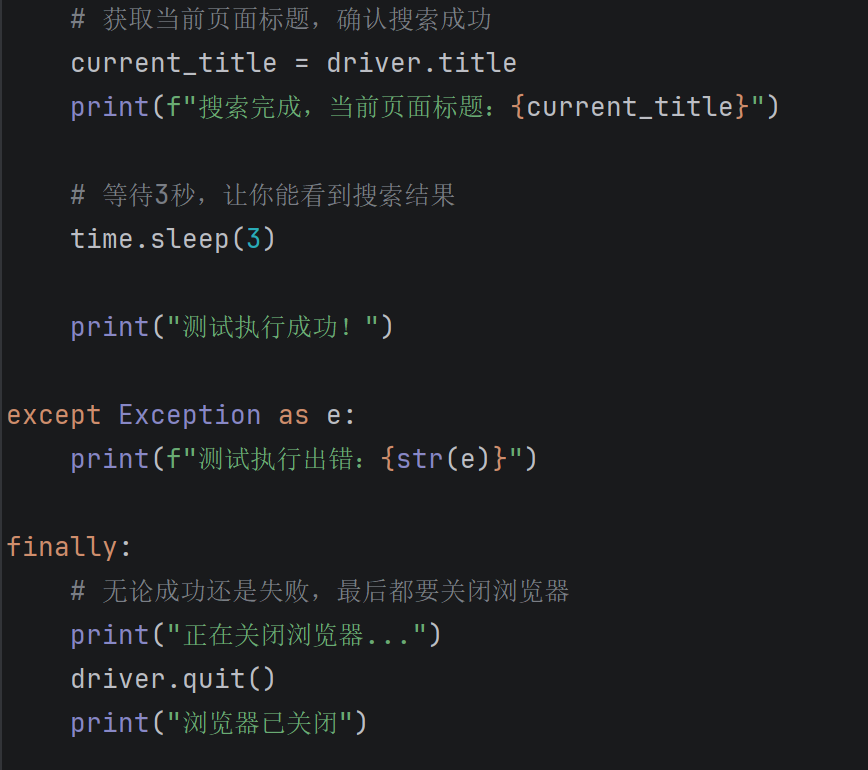 # 获取当前页面标题，确认搜索成功
current_title = driver.title
print(f"搜索完成，当前页面标题：{current_title}")
# 等待3秒，让你能看到搜索结果
time.sleep(3)
print("测试执行成功！")
except Exception as e:
print(f"测试执行出错：{str(e)}")
finally:
# 无论成功还是失败，最后都要关闭浏览器
print("正在关闭浏览器...")
driver.quit()
print("浏览器已关闭")